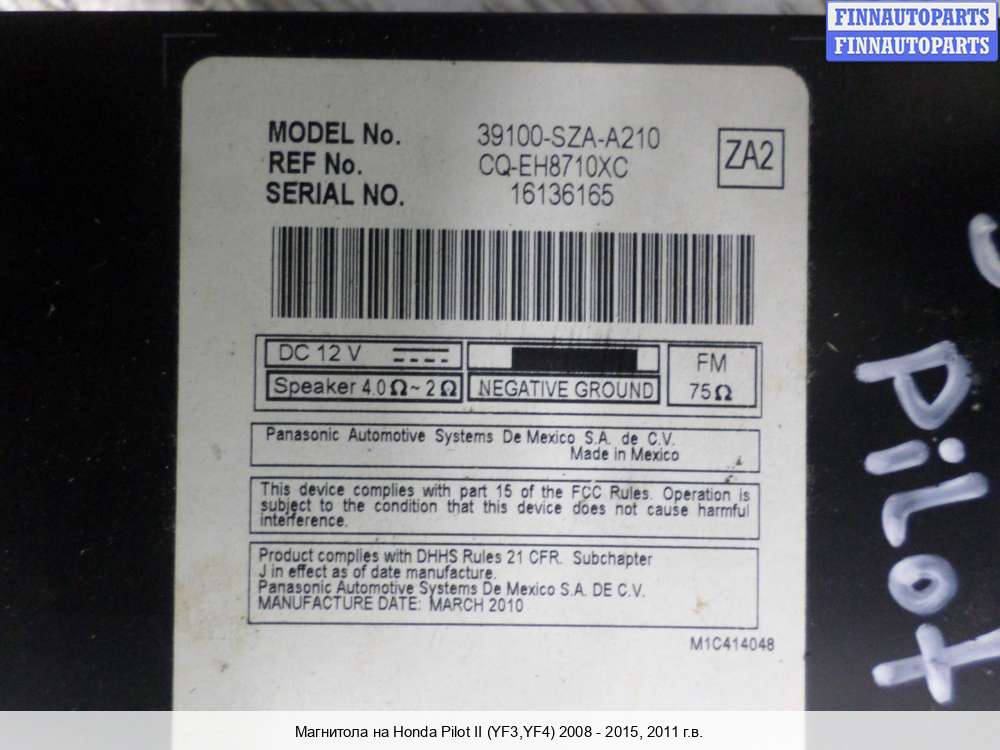 FINNAUTOPARTS
FINNAUTOPARTS
MODEL No. 39100-SZA-A210
REF No. CQ-EH8710XC
SERIAL NO. 16136165
ZA2
DC 12 V
Speaker 4.0Ω~2Ω
NEGATIVE GROUND
FM
75Ω
Panasonic Automotive Systems De Mexico S.A. de C.V.
Made in Mexico
This device complies with part 15 of the FCC Rules. Operation is
subject to the condition that this device does not cause harmful
interference.
Product complies with DHHS Rules 21 CFR. Subchapter
J in effect as of date manufacture.
Panasonic Automotive Systems De Mexico S.A. DE C.V.
MANUFACTURE DATE: MARCH 2010
M1C414048
PiLot
Магнитола на Honda Pilot II (YF3,YF4) 2008 - 2015, 2011 г.в.